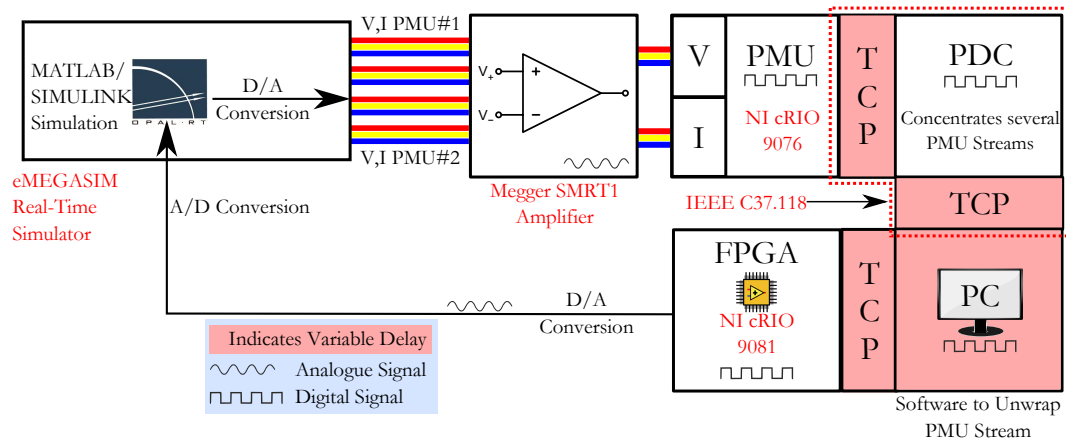 V,I PMU#1
MATLAB/
SIMULINK
Simulation
OPAL-RT
D/A
Conversion
V,I PMU#2
V+
V−
Megger SMRT1
Amplifier
V
I
PMU
NI cRIO
9076
T
C
P
PDC
Concentrates several
PMU Streams
eMEGASIM
Real-Time
Simulator
A/D Conversion
IEEE C37.118
TCP
FPGA
NI cRIO
9081
T
C
P
PC
D/A
Conversion
Indicates Variable Delay
Analogue Signal
Digital Signal
Software to Unwrap
PMU Stream